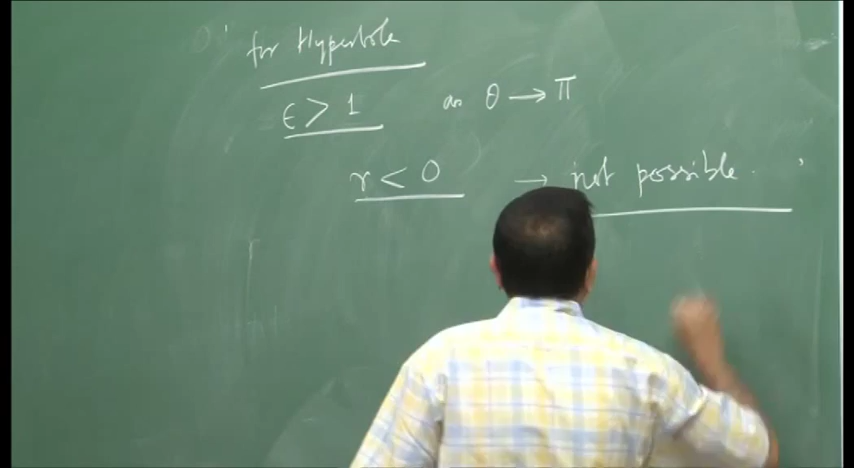 for Hyperbola
ϵ > 1 as θ → π
r < 0 → not possible.